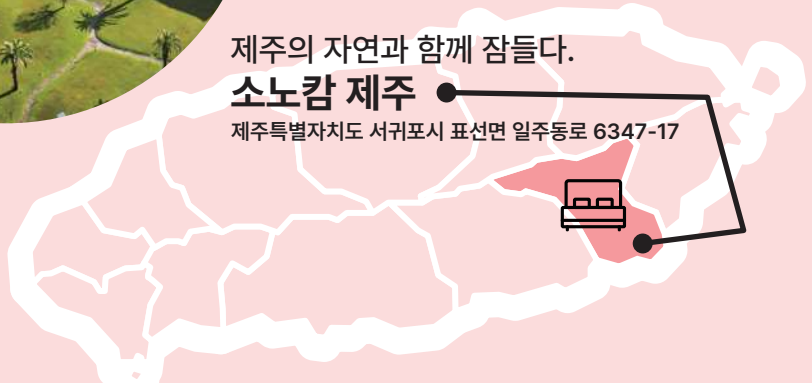 제주의 자연과 함께 잠들다.
소노캄 제주
제주특별자치도 서귀포시 표선면 일주동로 6347-17